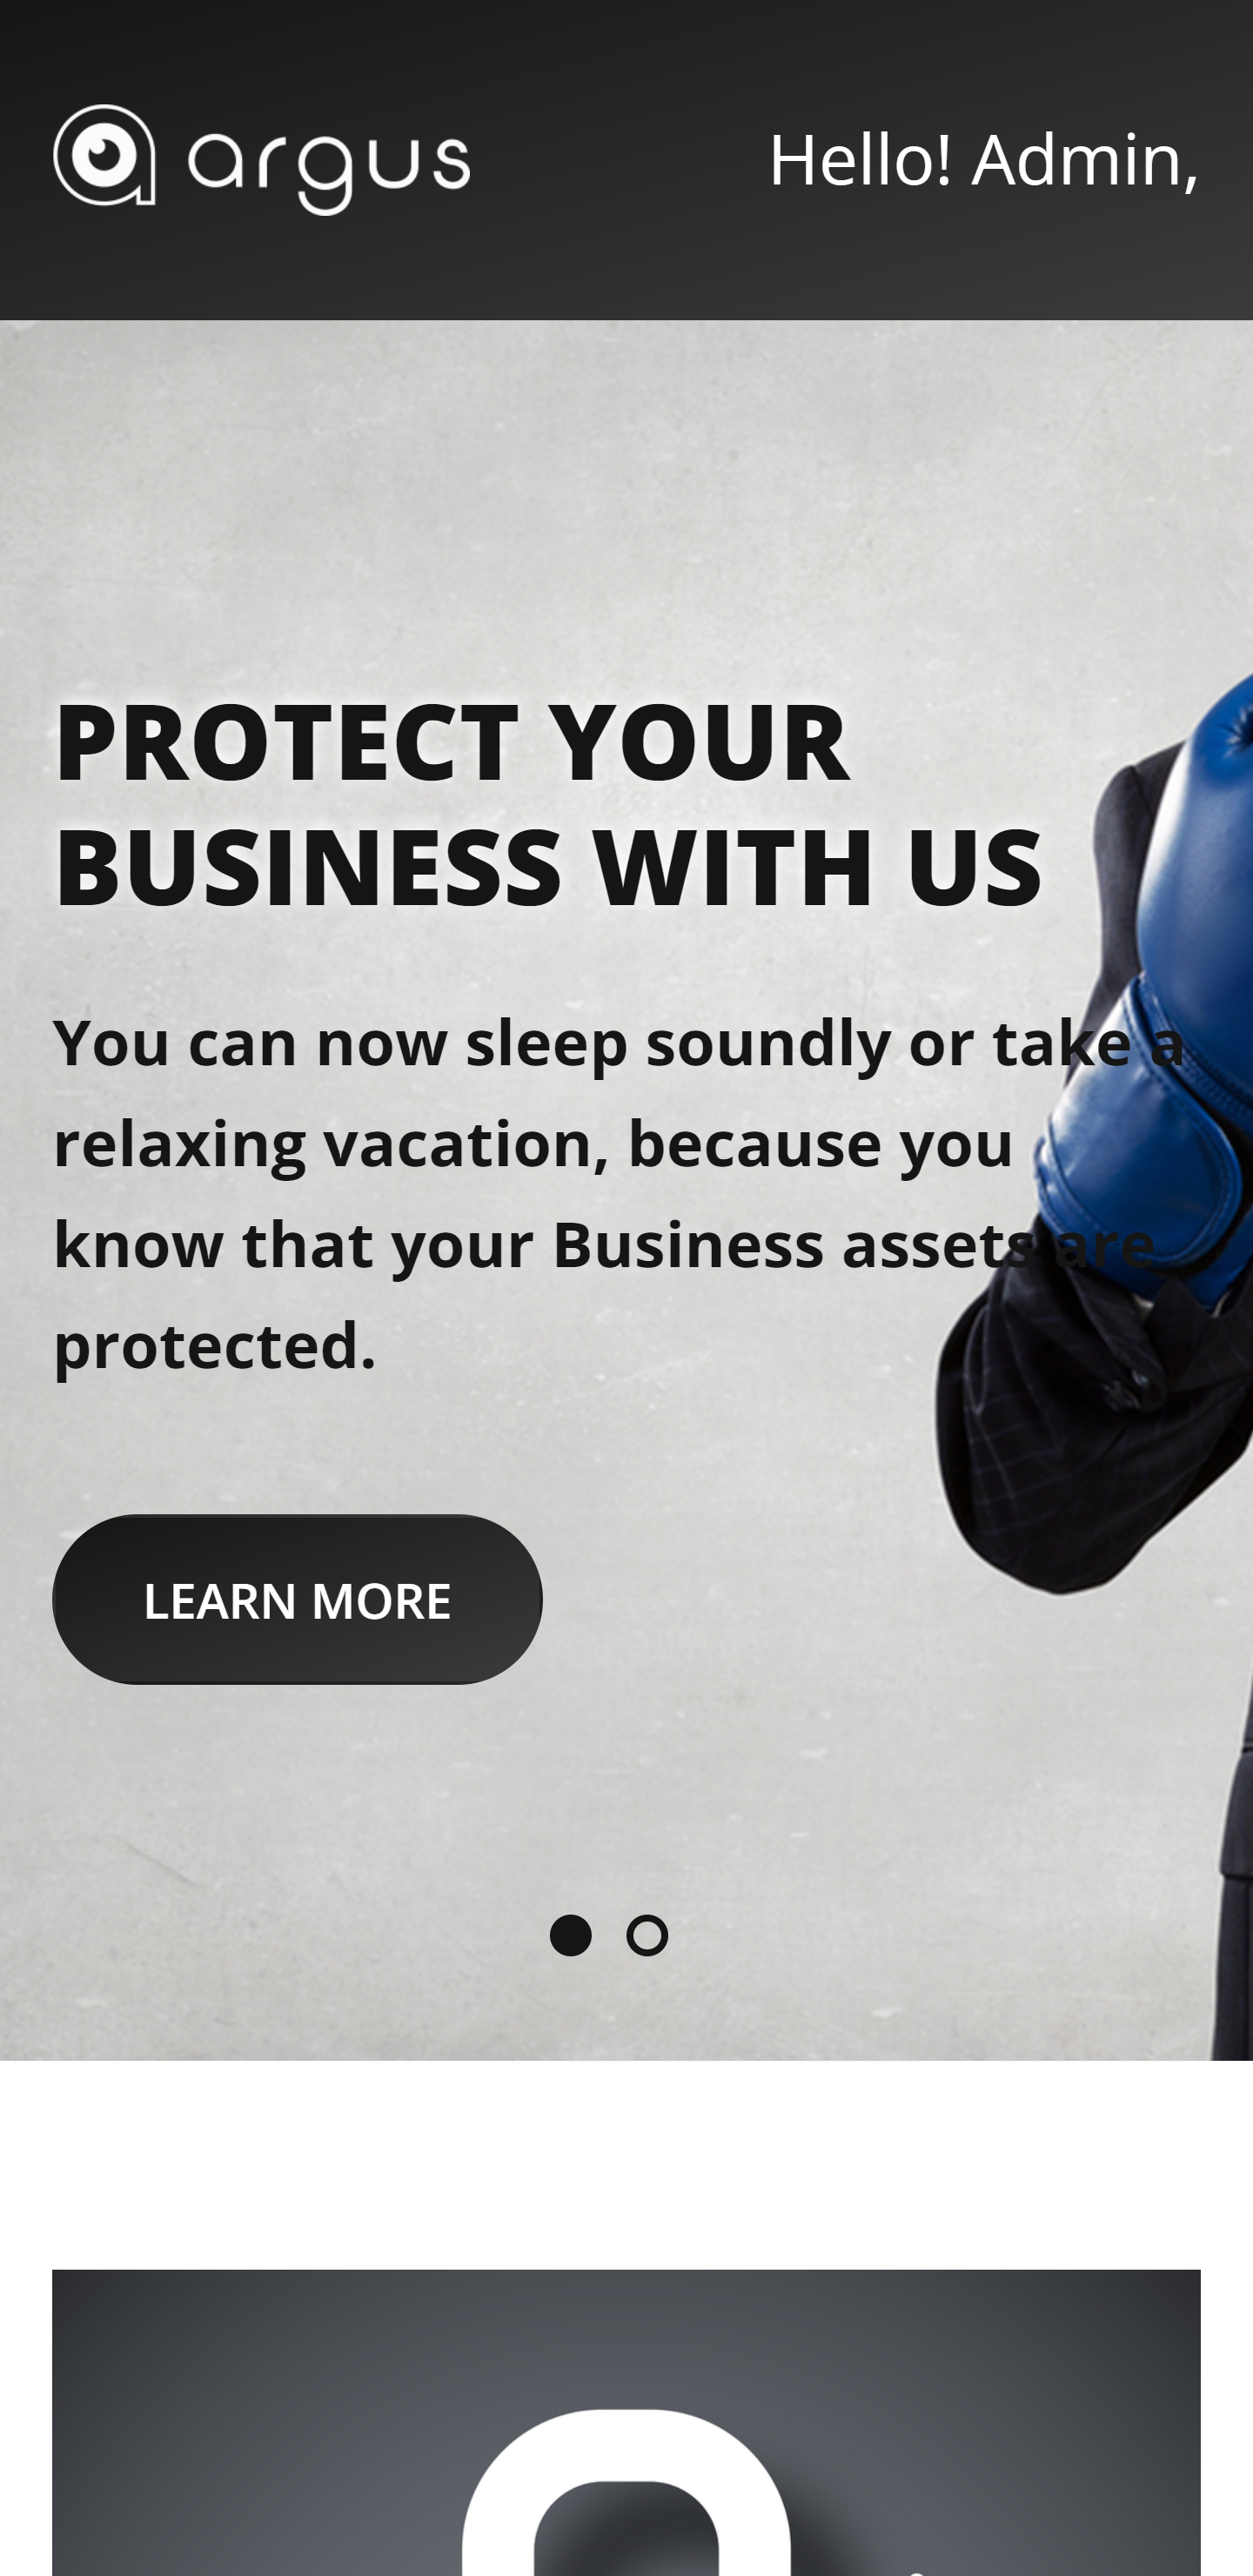 argus
Hello! Admin,
PROTECT YOUR
BUSINESS WITH US
You can now sleep soundly or take a
relaxing vacation, because you
know that your Business assets are
protected.
LEARN MORE